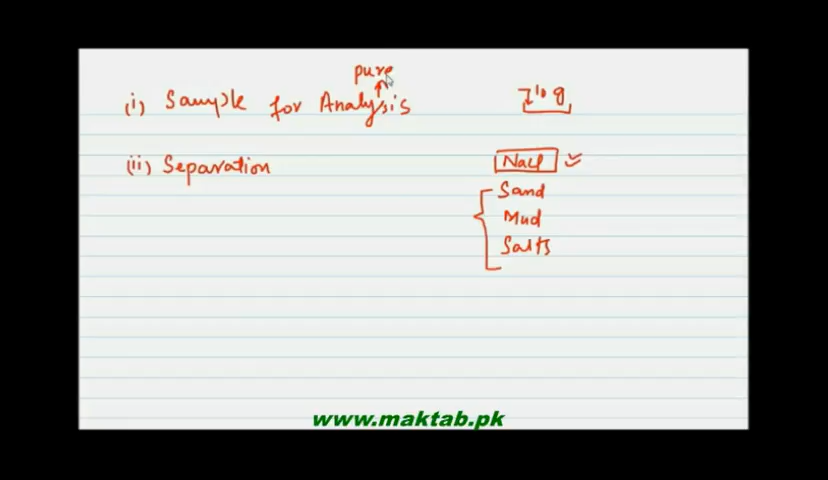 pure
(i) Sample for Analysis
(ii) Separation
NaCl
Sand
Mud
Salts
www.maktab.pk